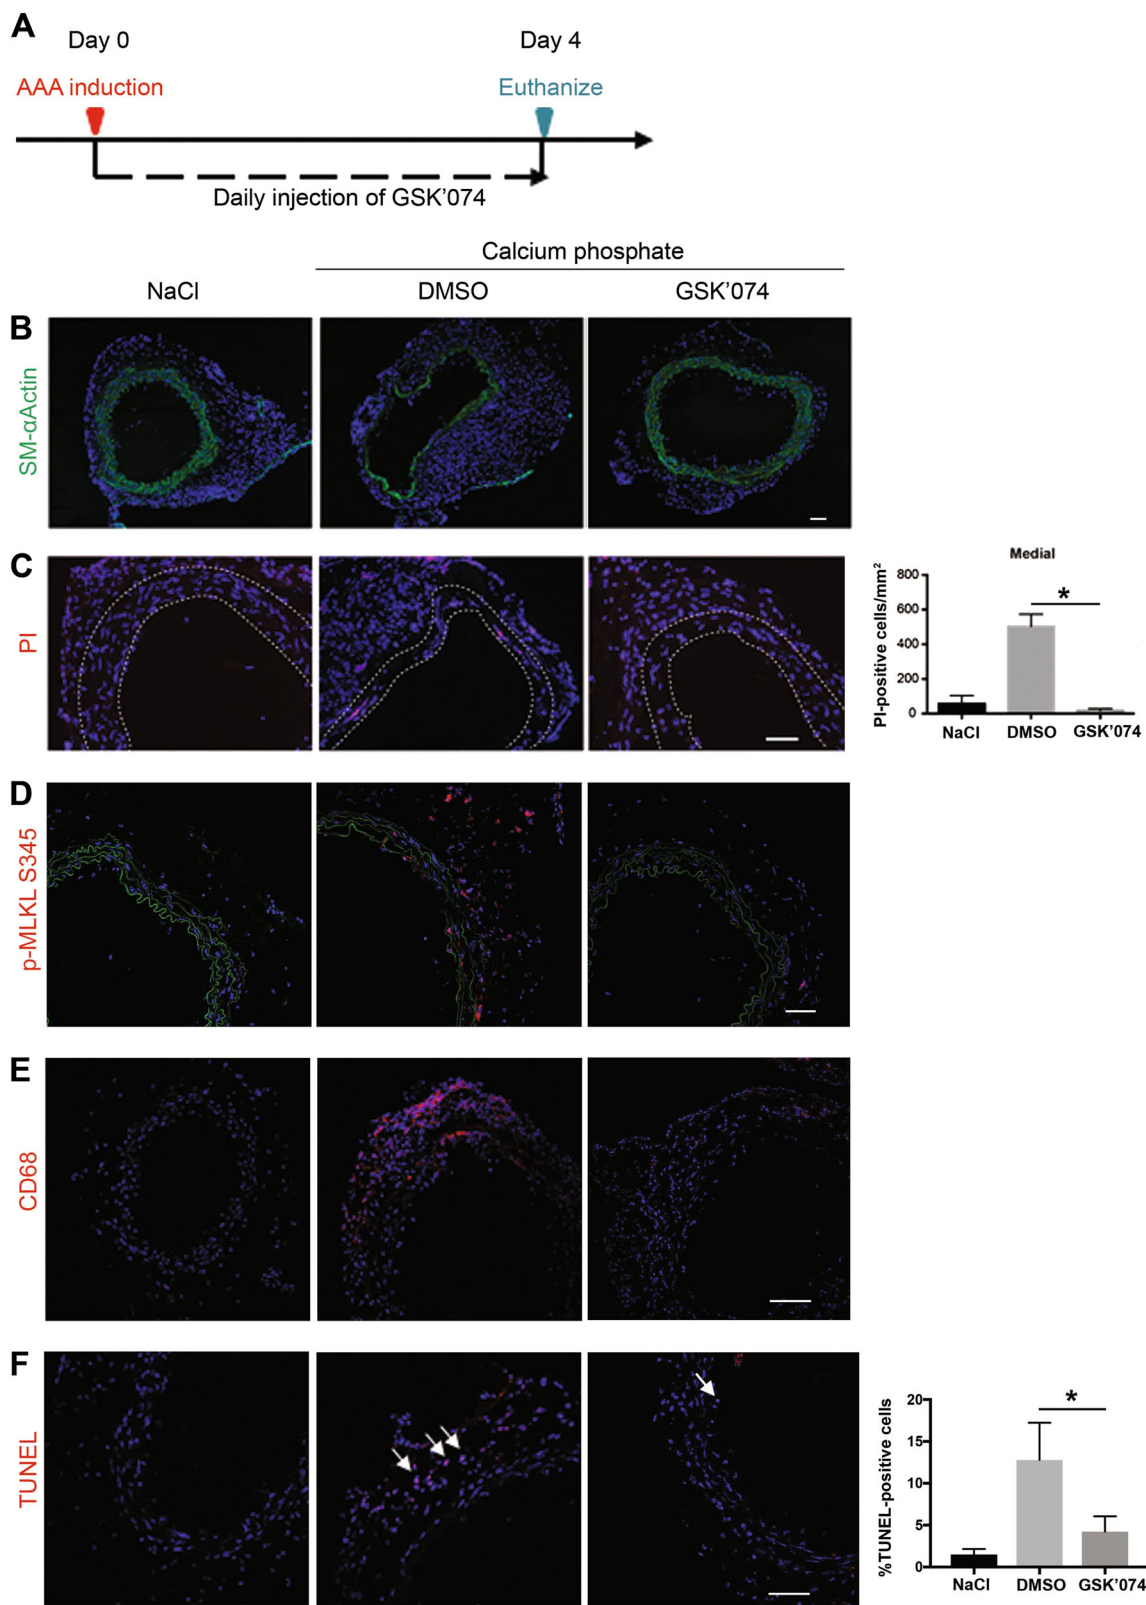 A
Day 0
Day 4
AAA induction
Euthanize
Daily injection of GSK'074
Calcium phosphate
NaCl
DMSO
GSK'074
B
SM-αActin
C
PI
Medial
PI-positive cells/mm²
800
600
400
200
0
*
NaCl
DMSO
GSK'074
D
p-MLKL S345
E
CD68
F
TUNEL
%TUNEL-positive cells
20
15
10
5
0
*
NaCl
DMSO
GSK'074